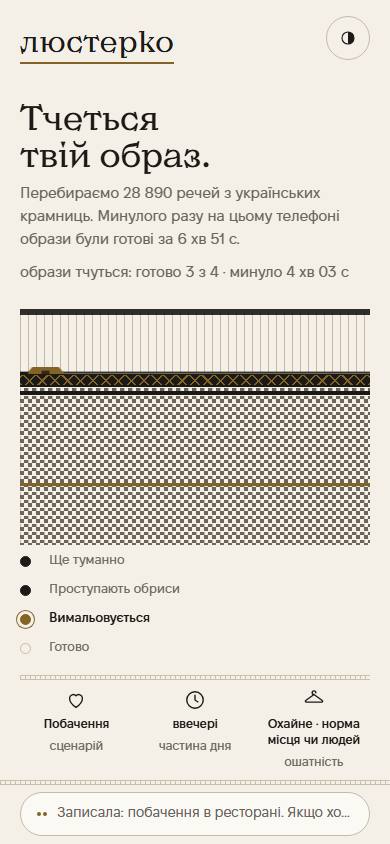 люстерко
Тчеться
твій образ.
Перебираємо 28 890 речей з українських
крамниць. Минулого разу на цьому телефоні
образи були готові за 6 хв 51 с.
образи тчуться: готово 3 з 4 · минуло 4 хв 03 с
Ще туманно
Проступають обриси
Вимальовується
Готово
Побачення
сценарій
ввечері
частина дня
Охайне · норма
місця чи людей
ошатність
Записала: побачення в ресторані. Якщо хо...